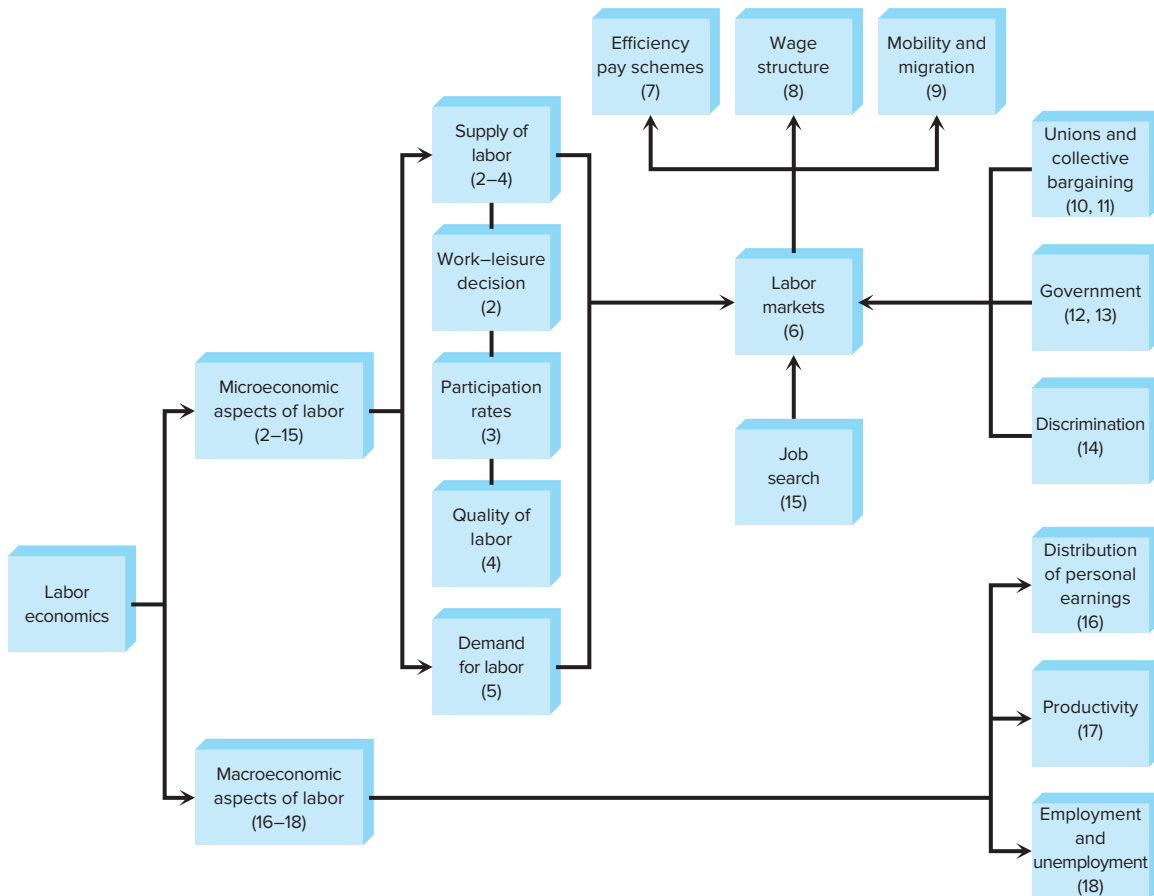 Efficiency
pay schemes
(7)
Wage
structure
(8)
Mobility and
migration
(9)
Supply of
labor
(2–4)
Unions and
collective
bargaining
(10, 11)
Work–leisure
decision
(2)
Labor
markets
(6)
Government
(12, 13)
Microeconomic
aspects of labor
(2–15)
Participation
rates
(3)
Job
search
(15)
Discrimination
(14)
Quality of
labor
(4)
Labor
economics
Distribution
of personal
earnings
(16)
Demand
for labor
(5)
Productivity
(17)
Macroeconomic
aspects of labor
(16–18)
Employment
and
unemployment
(18)